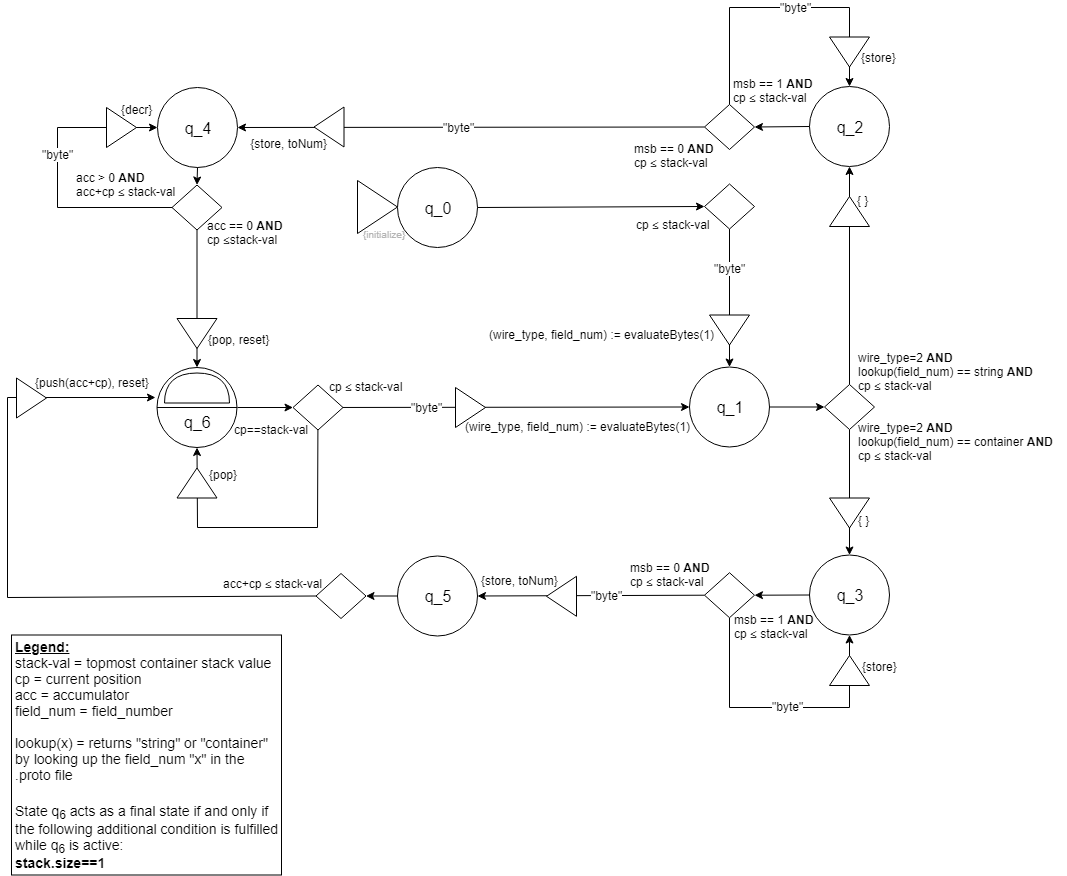 "byte"
{store}
msb == 1 AND
cp ≤ stack-val
{decr}
q_4
"byte"
q_2
{store, toNum}
"byte"
msb == 0 AND
cp ≤ stack-val
acc > 0 AND
acc+cp ≤ stack-val
{ }
q_0
{initialize}
cp ≤ stack-val
acc == 0 AND
cp ≤stack-val
"byte"
{pop, reset}
(wire_type, field_num) := evaluateBytes(1)
wire_type=2 AND
lookup(field_num) == string AND
cp ≤ stack-val
{push(acc+cp), reset}
cp ≤ stack-val
q_6
cp==stack-val
"byte"
(wire_type, field_num) := evaluateBytes(1)
q_1
wire_type=2 AND
lookup(field_num) == container AND
cp ≤ stack-val
{pop}
{ }
acc+cp ≤ stack-val
q_5
{store, toNum}
"byte"
msb == 0 AND
cp ≤ stack-val
q_3
msb == 1 AND
cp ≤ stack-val
{store}
"byte"
Legend:
stack-val = topmost container stack value
cp = current position
acc = accumulator
field_num = field_number
lookup(x) = returns "string" or "container"
by looking up the field_num "x" in the
.proto file
State q6 acts as a final state if and only if
the following additional condition is fulfilled
while q6 is active:
stack.size==1